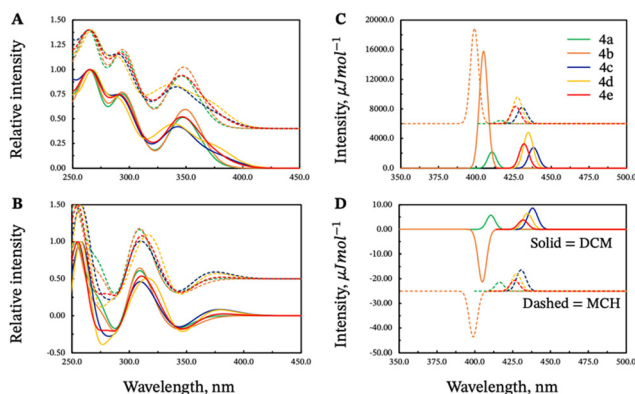 A
Relative intensity
1.50
1.25
1.00
0.75
0.50
0.25
0.00
250.0 300.0 350.0 400.0 450.0
C
Intensity, μJ mol⁻¹
20000.0
16000.0
12000.0
8000.0
4000.0
0.0
350.0 375.0 400.0 425.0 450.0 475.0 500.0
4a
4b
4c
4d
4e
B
Relative intensity
1.50
1.00
0.50
0.00
-0.50
250.0 300.0 350.0 400.0 450.0
Wavelength, nm
D
Intensity, μJ mol⁻¹
10.00
0.00
-10.00
-20.00
-30.00
-40.00
-50.00
350.0 375.0 400.0 425.0 450.0 475.0 500.0
Solid = DCM
Dashed = MCH
Wavelength, nm